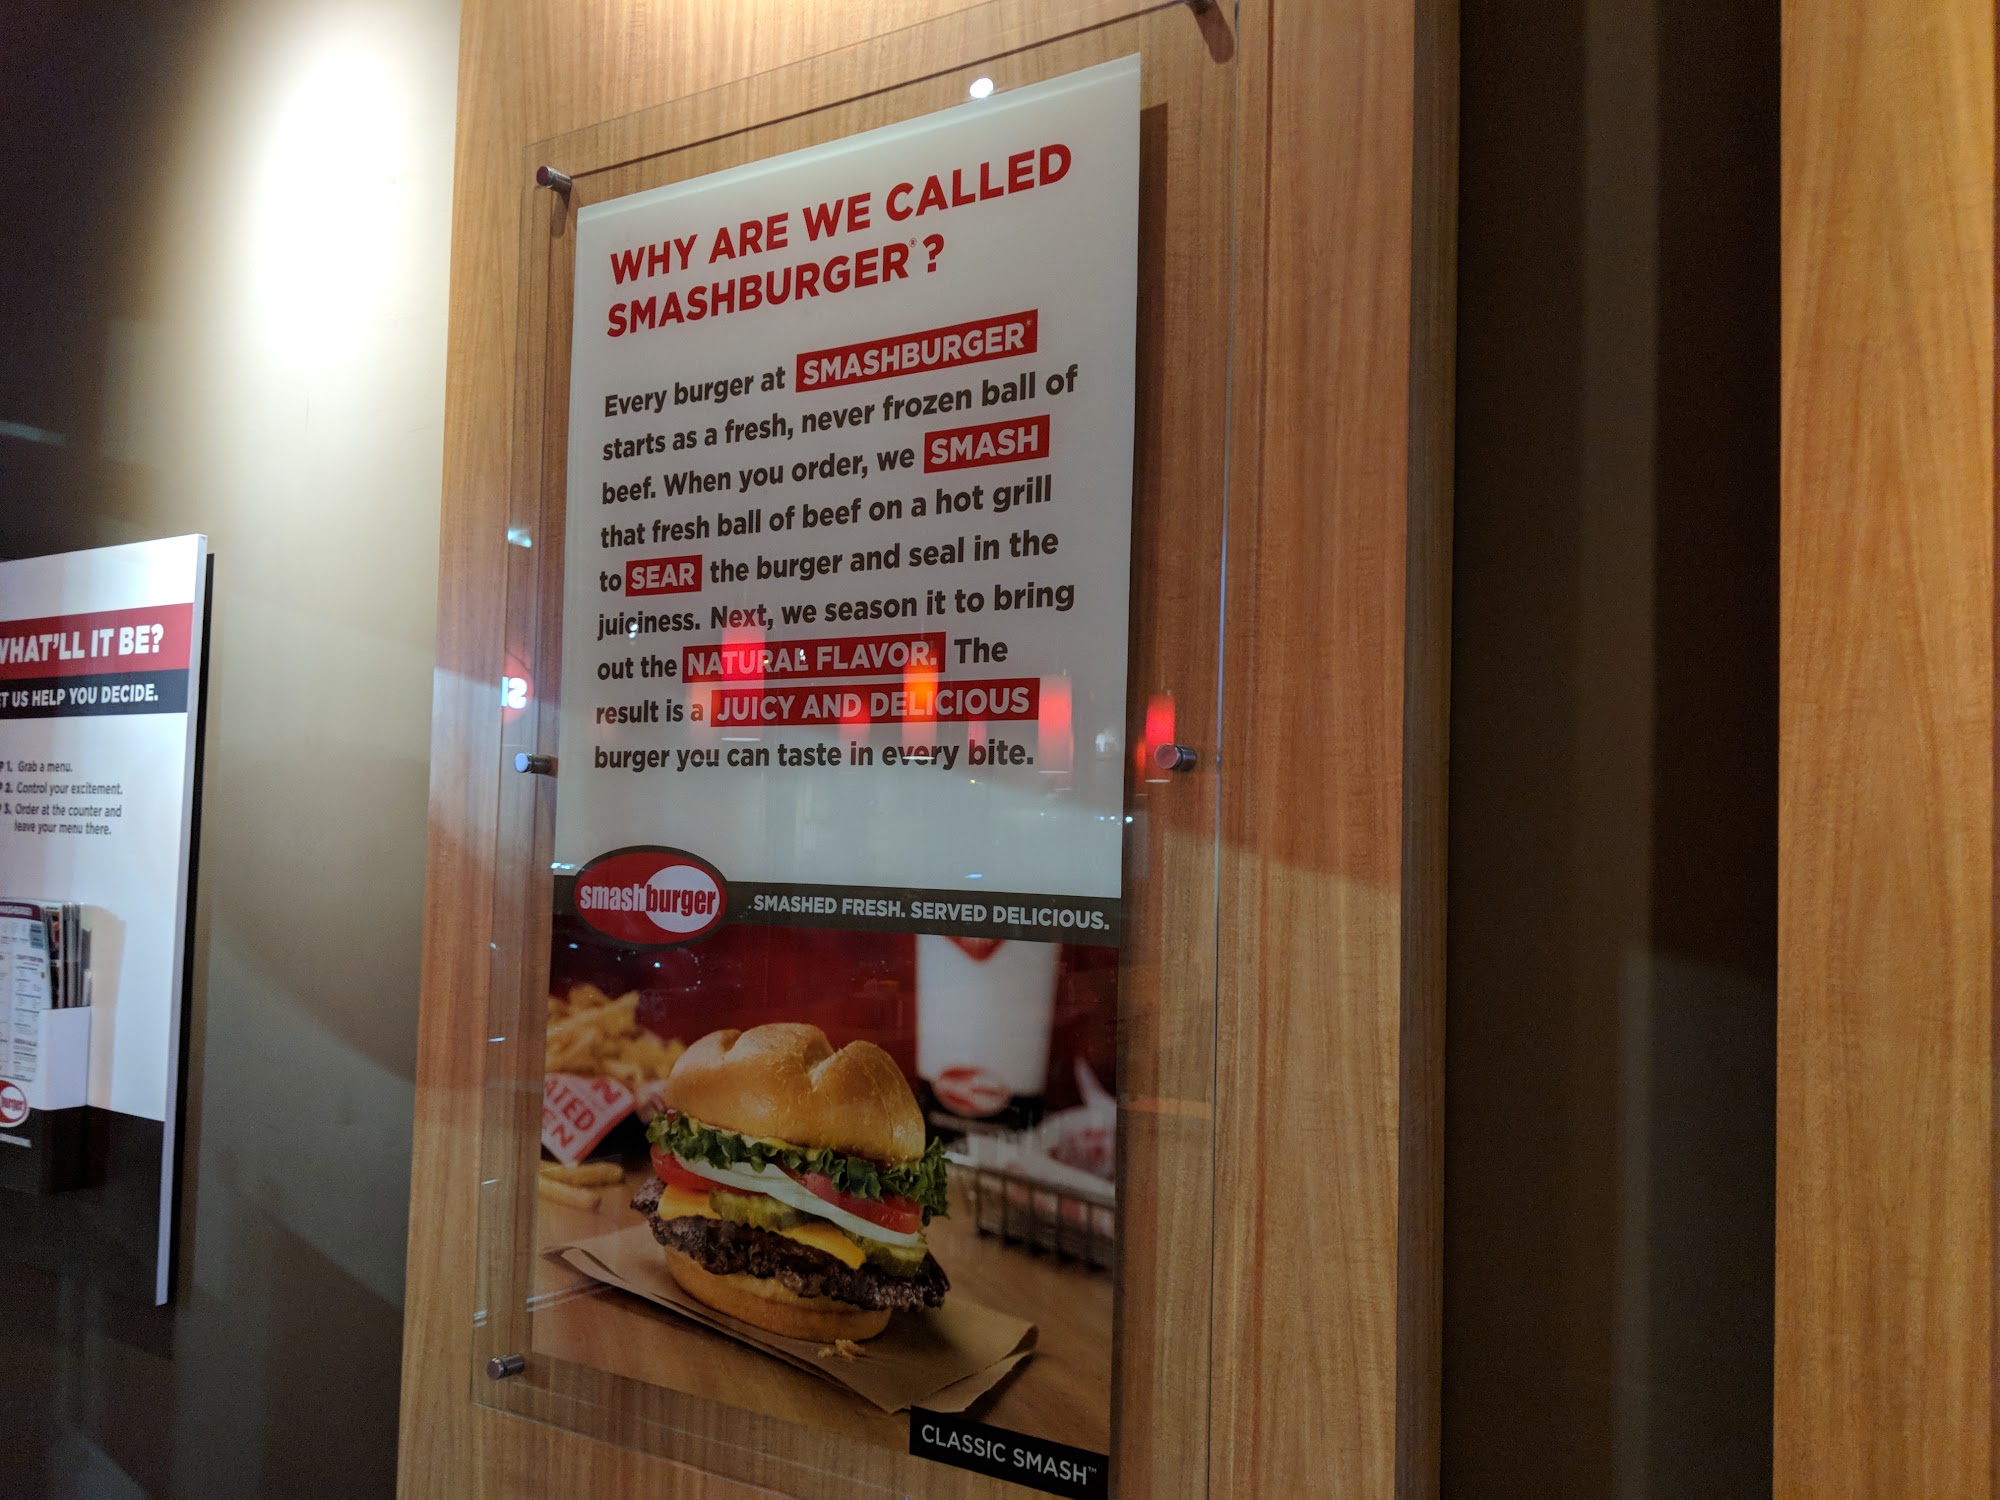 WHY ARE WE CALLED
SMASHBURGER®?
Every burger at SMASHBURGER®
starts as a fresh, never frozen ball of
beef. When you order, we SMASH
that fresh ball of beef on a hot grill
to SEAR the burger and seal in the
juiciness. Next, we season it to bring
out the NATURAL FLAVOR. The
result is a JUICY AND DELICIOUS
burger you can taste in every bite.
smashburger
.SMASHED FRESH. SERVED DELICIOUS.
CLASSIC SMASH™
WHAT'LL IT BE?
US HELP YOU DECIDE.
1. Grab a menu.
2. Control your excitement.
3. Order at the counter and
leave your menu there.
burger